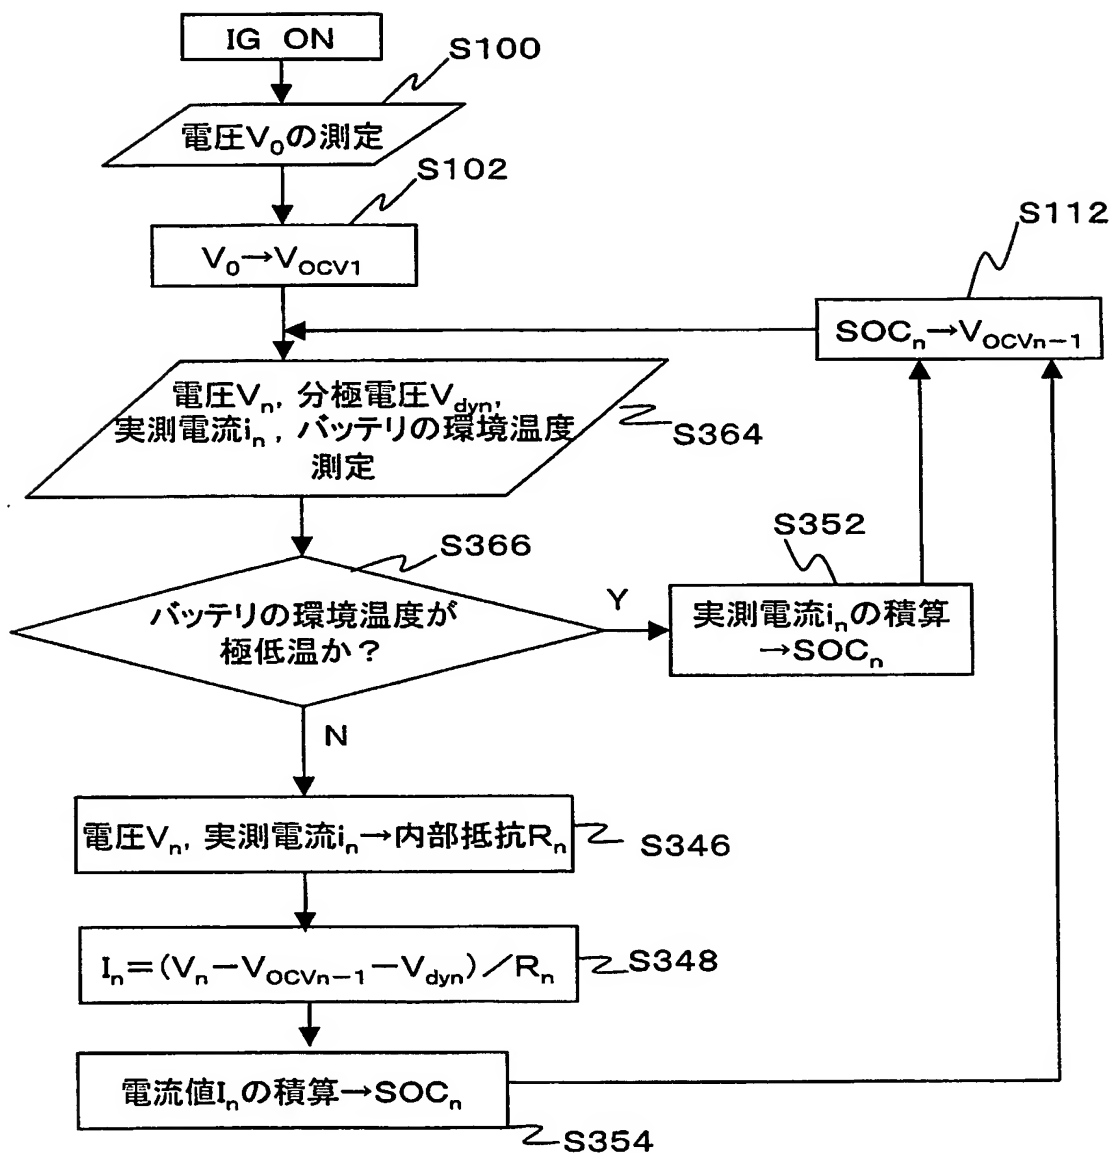 IG ON
S100
電圧V₀の測定
S102
V₀→V_OCV1
S112
SOCₙ→V_OCVn−1
電圧Vₙ, 分極電圧V_dyn,
実測電流iₙ, バッテリの環境温度
測定
S364
S366
バッテリの環境温度が
極低温か?
Y
S352
実測電流iₙの積算
→SOCₙ
N
電圧Vₙ, 実測電流iₙ→内部抵抗Rₙ
S346
Iₙ=(Vₙ−V_OCVn−1−V_dyn)/Rₙ
S348
電流値Iₙの積算→SOCₙ
S354